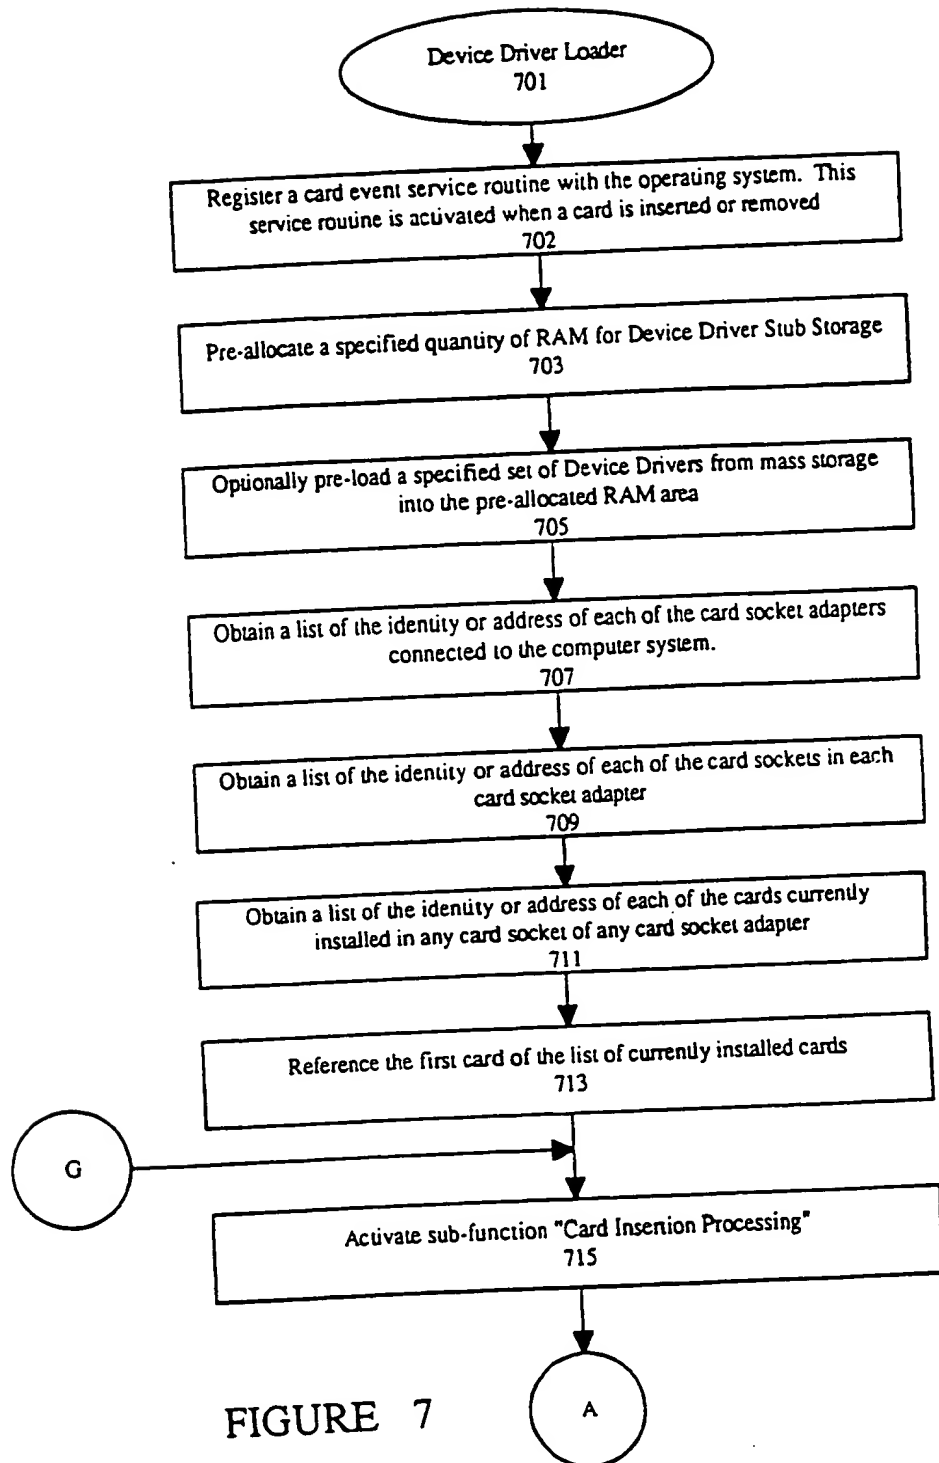 Device Driver Loader
701
Register a card event service routine with the operating system. This
service routine is activated when a card is inserted or removed
702
Pre-allocate a specified quantity of RAM for Device Driver Stub Storage
703
Optionally pre-load a specified set of Device Drivers from mass storage
into the pre-allocated RAM area
705
Obtain a list of the identity or address of each of the card socket adapters
connected to the computer system.
707
Obtain a list of the identity or address of each of the card sockets in each
card socket adapter
709
Obtain a list of the identity or address of each of the cards currently
installed in any card socket of any card socket adapter
711
Reference the first card of the list of currently installed cards
713
G
Activate sub-function "Card Insertion Processing"
715
A
FIGURE 7